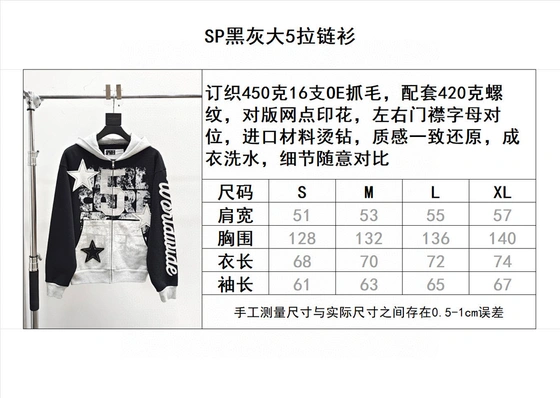 SP黑灰大5拉链衫
订织450克16支OE抓毛，配套420克螺
纹，对版网点印花，左右门襟字母对
位，进口材料烫钻，质感一致还原，成
衣洗水，细节随意对比
尺码 S M L XL
肩宽 51 53 55 57
胸围 128 132 136 140
衣长 68 70 72 74
袖长 61 63 65 67
手工测量尺寸与实际尺寸之间存在0.5-1cm误差
Worldwide